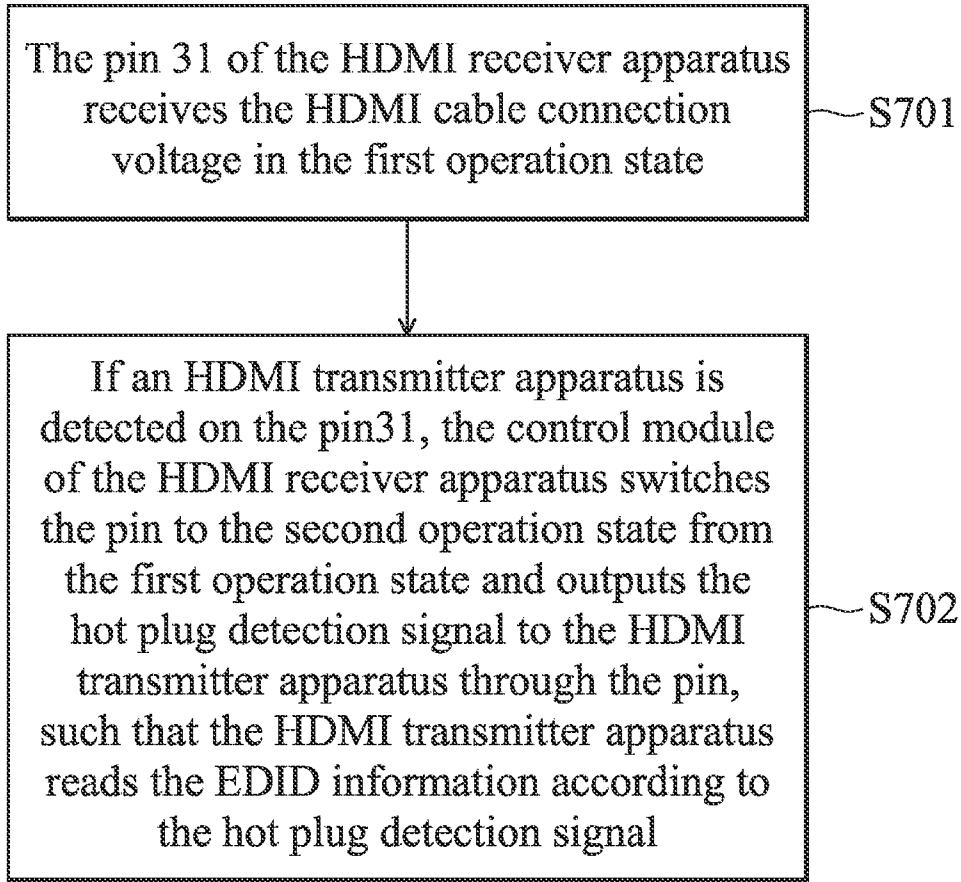 The pin 31 of the HDMI receiver apparatus
receives the HDMI cable connection
voltage in the first operation state
S701
If an HDMI transmitter apparatus is
detected on the pin31, the control module
of the HDMI receiver apparatus switches
the pin to the second operation state from
the first operation state and outputs the
hot plug detection signal to the HDMI
transmitter apparatus through the pin,
such that the HDMI transmitter apparatus
reads the EDID information according to
the hot plug detection signal
S702